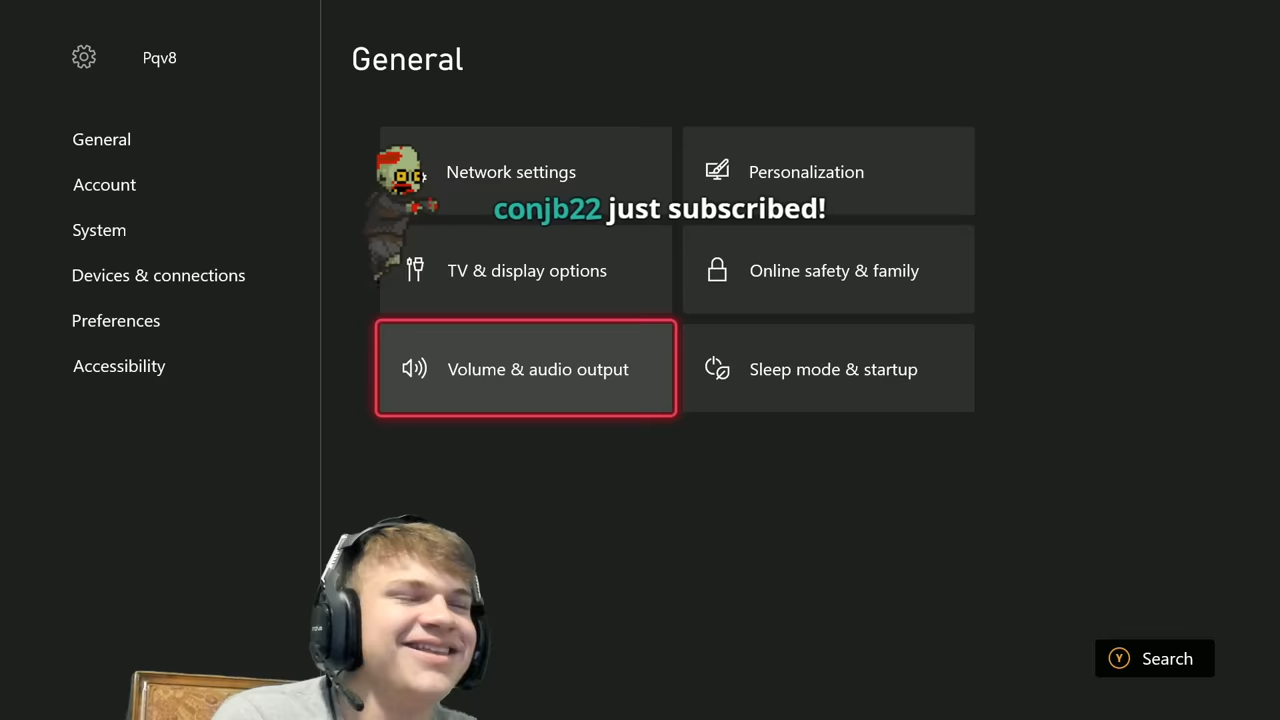 Pqv8
General
Account
System
Devices & connections
Preferences
Accessibility
General
Network settings
Personalization
conjb22 just subscribed!
TV & display options
Online safety & family
Volume & audio output
Sleep mode & startup
Y Search